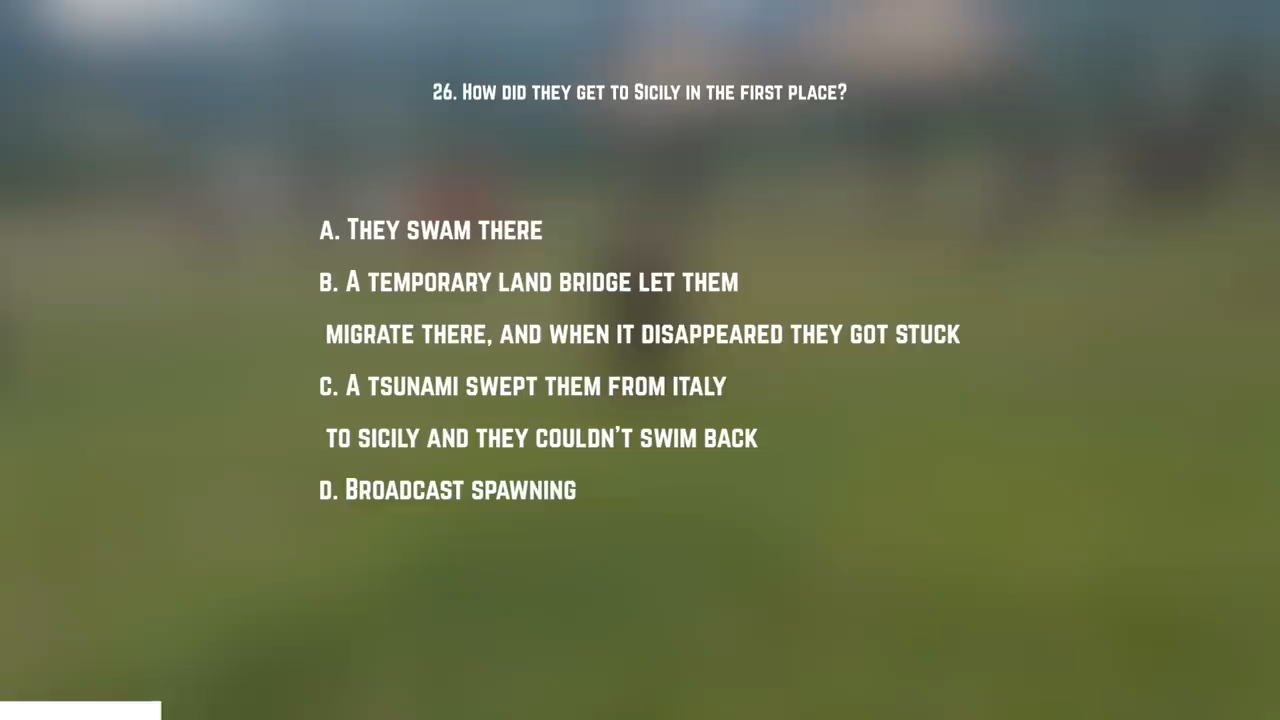 26. How did they get to Sicily in the first place?
a. They swam there
b. A temporary land bridge let them
migrate there, and when it disappeared they got stuck
c. A tsunami swept them from italy
to sicily and they couldn't swim back
d. Broadcast spawning